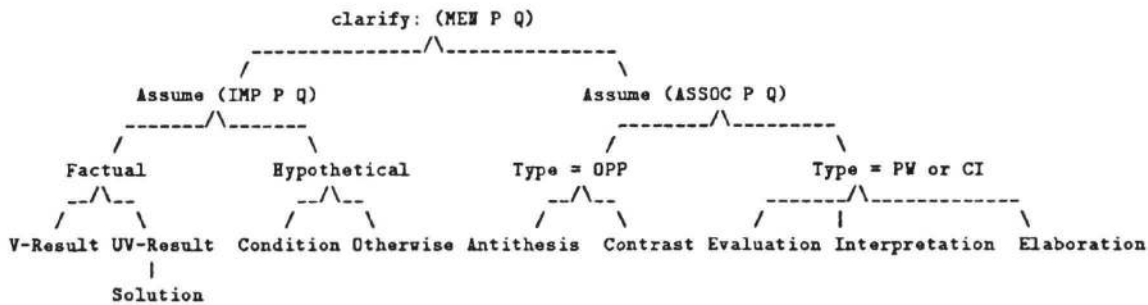 clarify: (MEN P Q)
Assume (IMP P Q) Assume (ASSOC P Q)
Factual Hypothetical Type = OPP Type = PW or CI
V-Result UV-Result Condition Otherwise Antithesis Contrast Evaluation Interpretation Elaboration
Solution